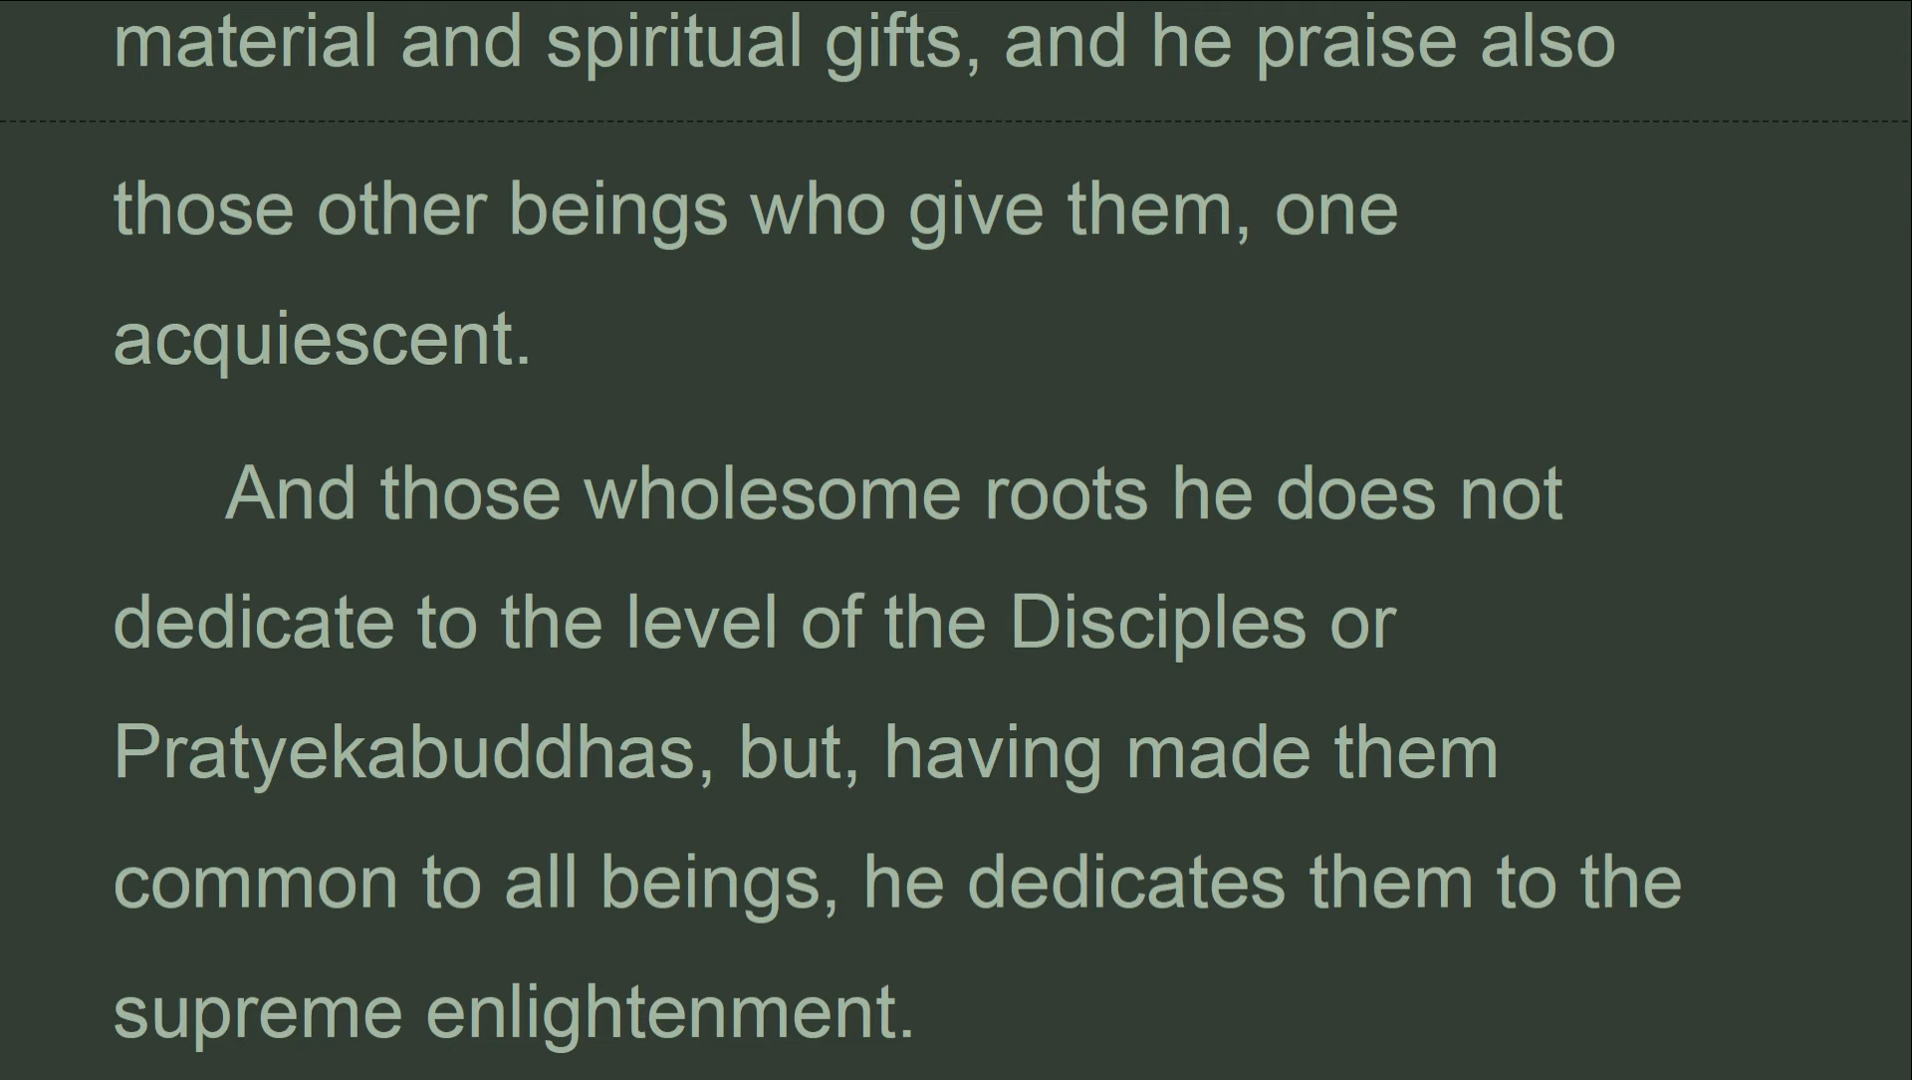 material and spiritual gifts, and he praise also
those other beings who give them, one
acquiescent.
And those wholesome roots he does not
dedicate to the level of the Disciples or
Pratyekabuddhas, but, having made them
common to all beings, he dedicates them to the
supreme enlightenment.